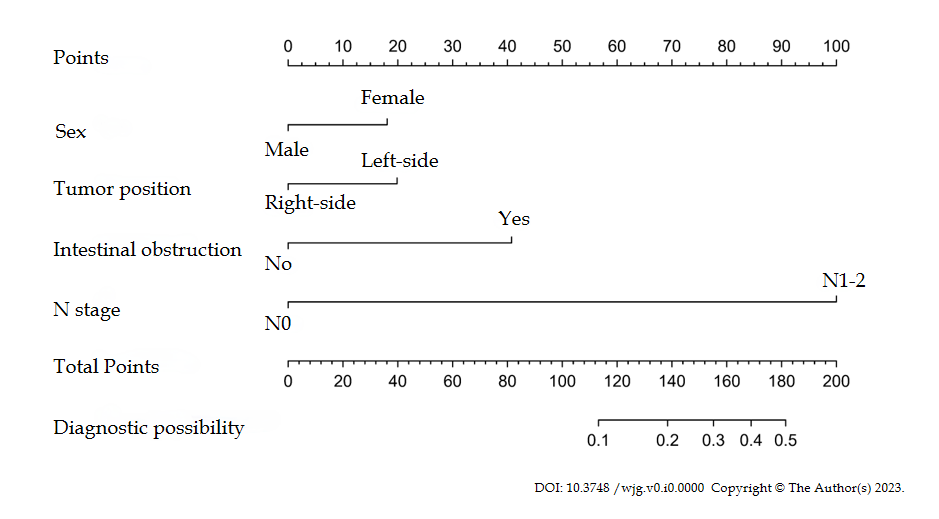 Points
0 10 20 30 40 50 60 70 80 90 100
Female
Sex
Male
Left-side
Tumor position
Right-side
Yes
Intestinal obstruction
No
N1-2
N stage
N0
Total Points
0 20 40 60 80 100 120 140 160 180 200
Diagnostic possibility
0.1 0.2 0.3 0.4 0.5
DOI: 10.3748 /wjg.v0.i0.0000 Copyright © The Author(s) 2023.